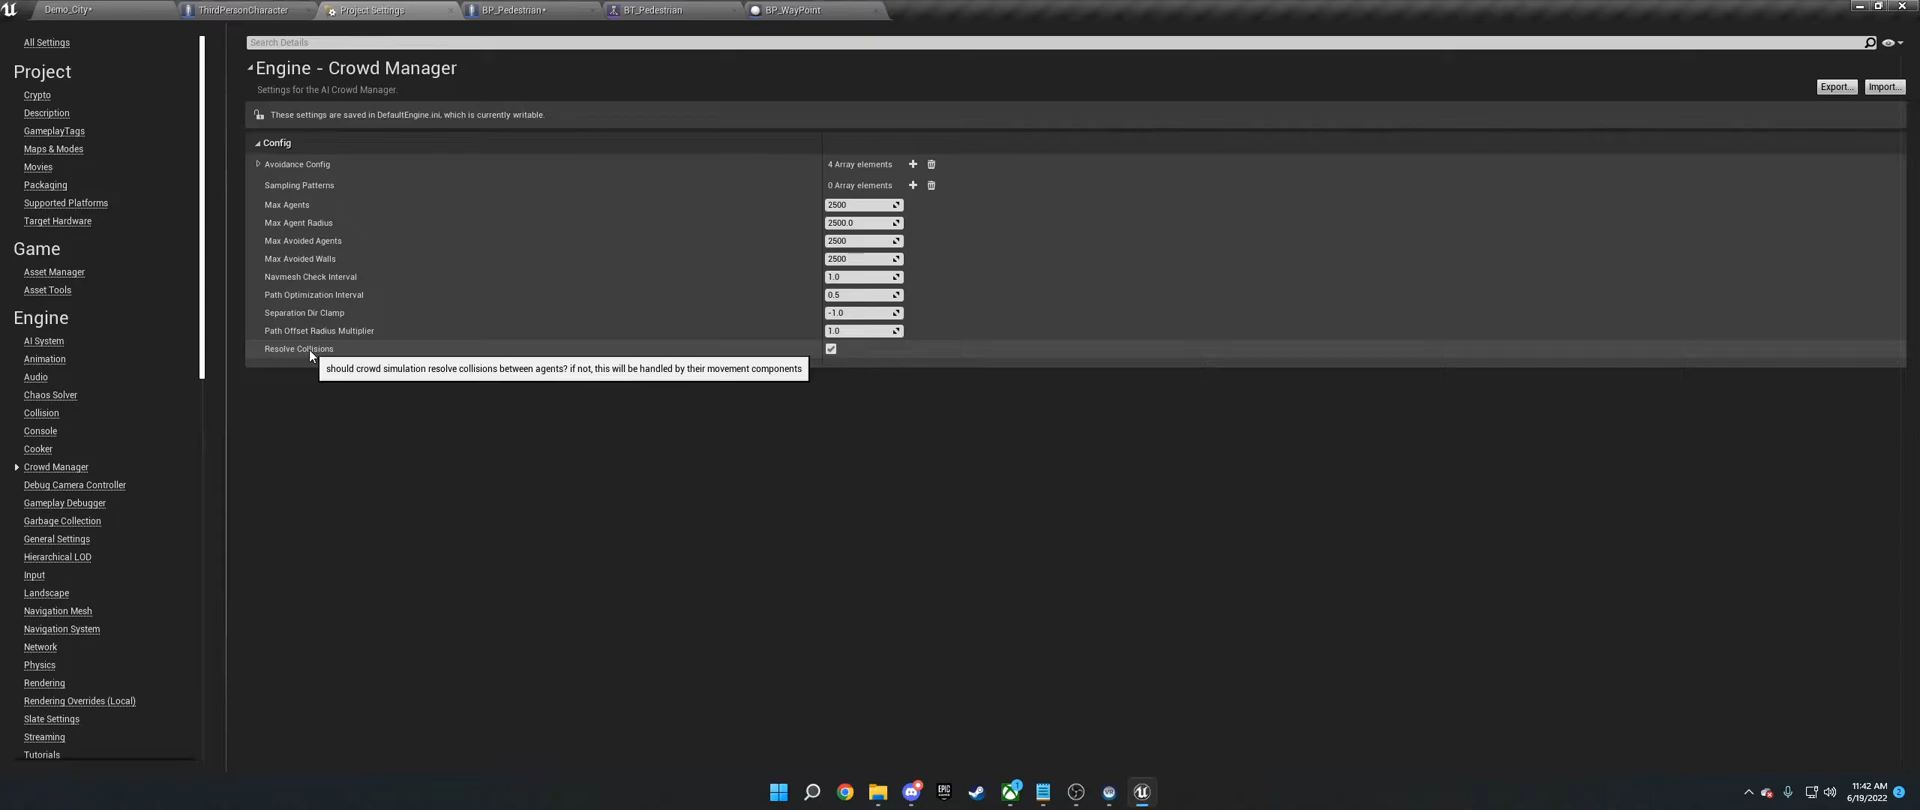 Demo_City•
ThirdPersonCharacter
Project Settings
BP_Pedestrian•
BT_Pedestrian
BP_WayPoint
All Settings
Project
Crypto
Description
GameplayTags
Maps & Modes
Movies
Packaging
Supported Platforms
Target Hardware
Game
Asset Manager
Asset Tools
Engine
AI System
Animation
Audio
Chaos Solver
Collision
Console
Cooker
Crowd Manager
Debug Camera Controller
Gameplay Debugger
Garbage Collection
General Settings
Hierarchical LOD
Input
Landscape
Navigation Mesh
Navigation System
Network
Physics
Rendering
Rendering Overrides (Local)
Slate Settings
Streaming
Tutorials
Search Details
Engine - Crowd Manager
Settings for the AI Crowd Manager.
Export... Import...
These settings are saved in DefaultEngine.ini, which is currently writable.
Config
Avoidance Config 4 Array elements
Sampling Patterns 0 Array elements
Max Agents 2500
Max Agent Radius 2500.0
Max Avoided Agents 2500
Max Avoided Walls 2500
Navmesh Check Interval 1.0
Path Optimization Interval 0.5
Separation Dir Clamp -1.0
Path Offset Radius Multiplier 1.0
Resolve Collisions
should crowd simulation resolve collisions between agents? if not, this will be handled by their movement components
EPIC
1
11:42 AM
6/19/2022
2